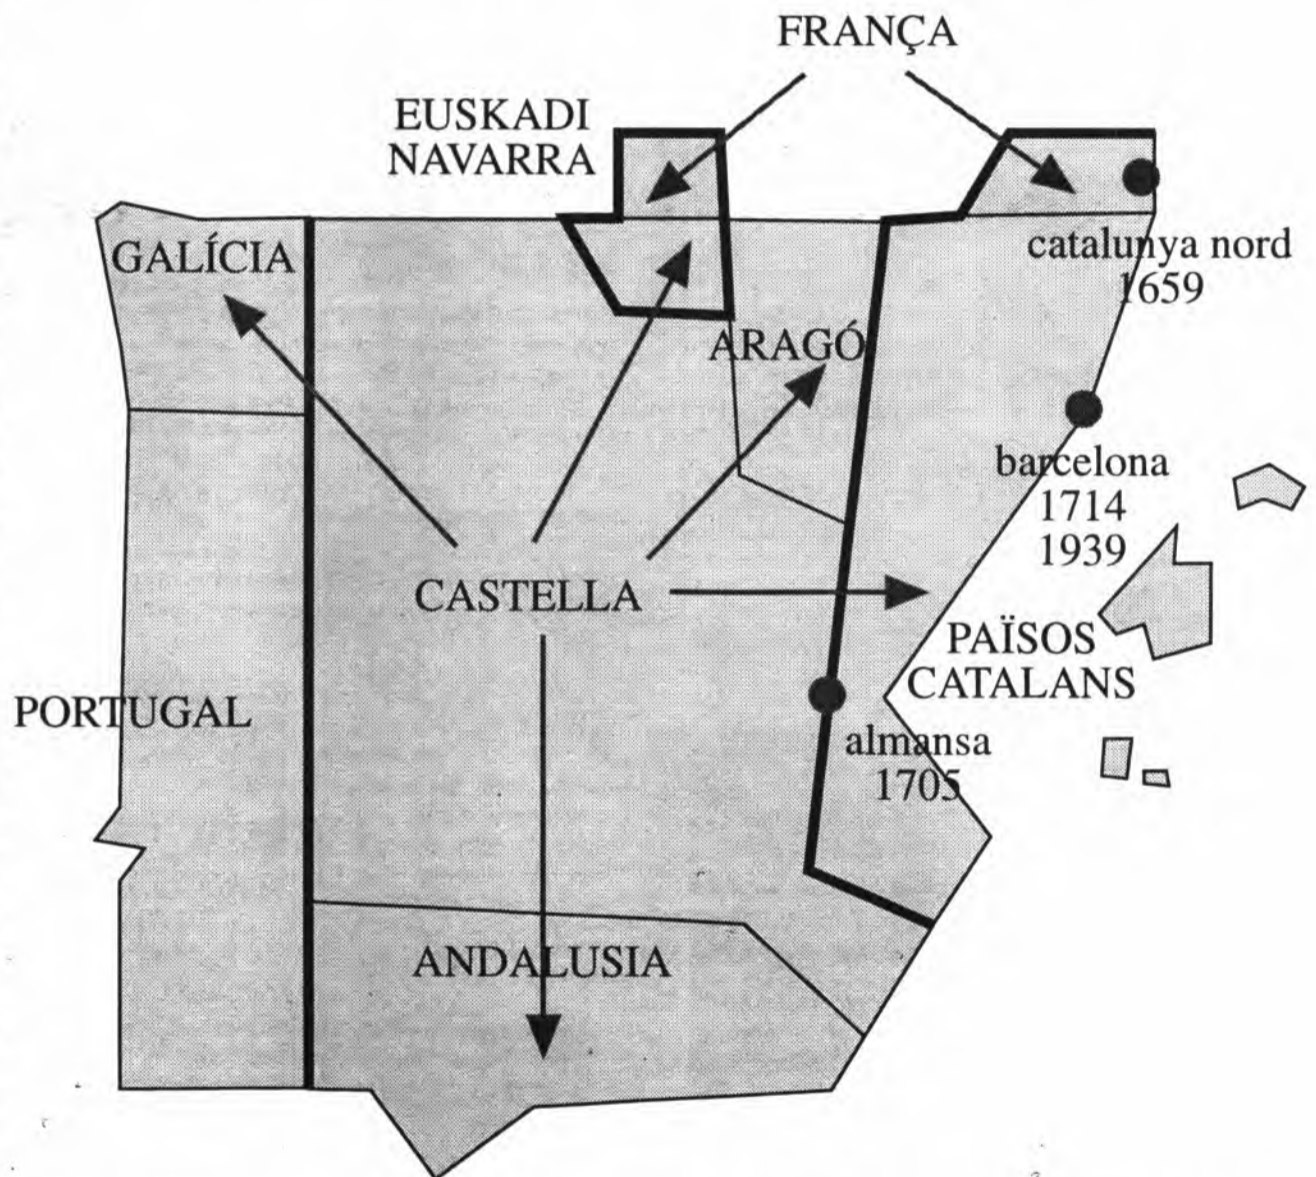 FRANÇA
EUSKADI
NAVARRA
GALÍCIA
catalunya nord
1659
ARAGÓ
barcelona
1714
1939
CASTELLA
PAÏSOS
CATALANS
PORTUGAL
almansa
1705
ANDALUSIA